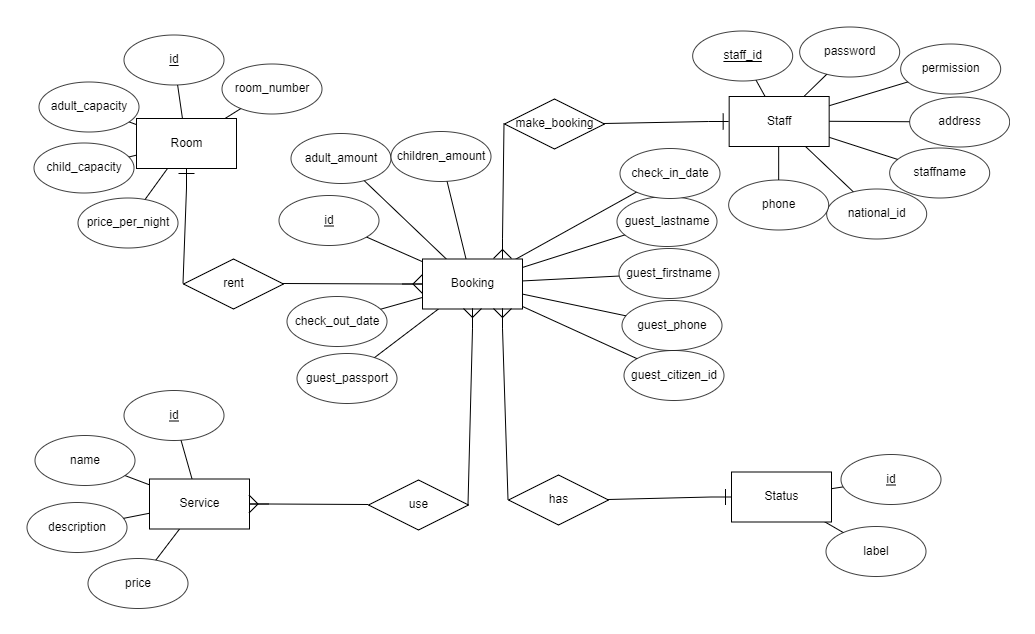 id
room_number
adult_capacity
Room
child_capacity
price_per_night
rent
adult_amount
children_amount
id
Booking
check_out_date
guest_passport
make_booking
check_in_date
guest_lastname
guest_firstname
guest_phone
guest_citizen_id
staff_id
password
permission
Staff
address
staffname
national_id
phone
id
name
Service
description
price
use
has
Status
id
label